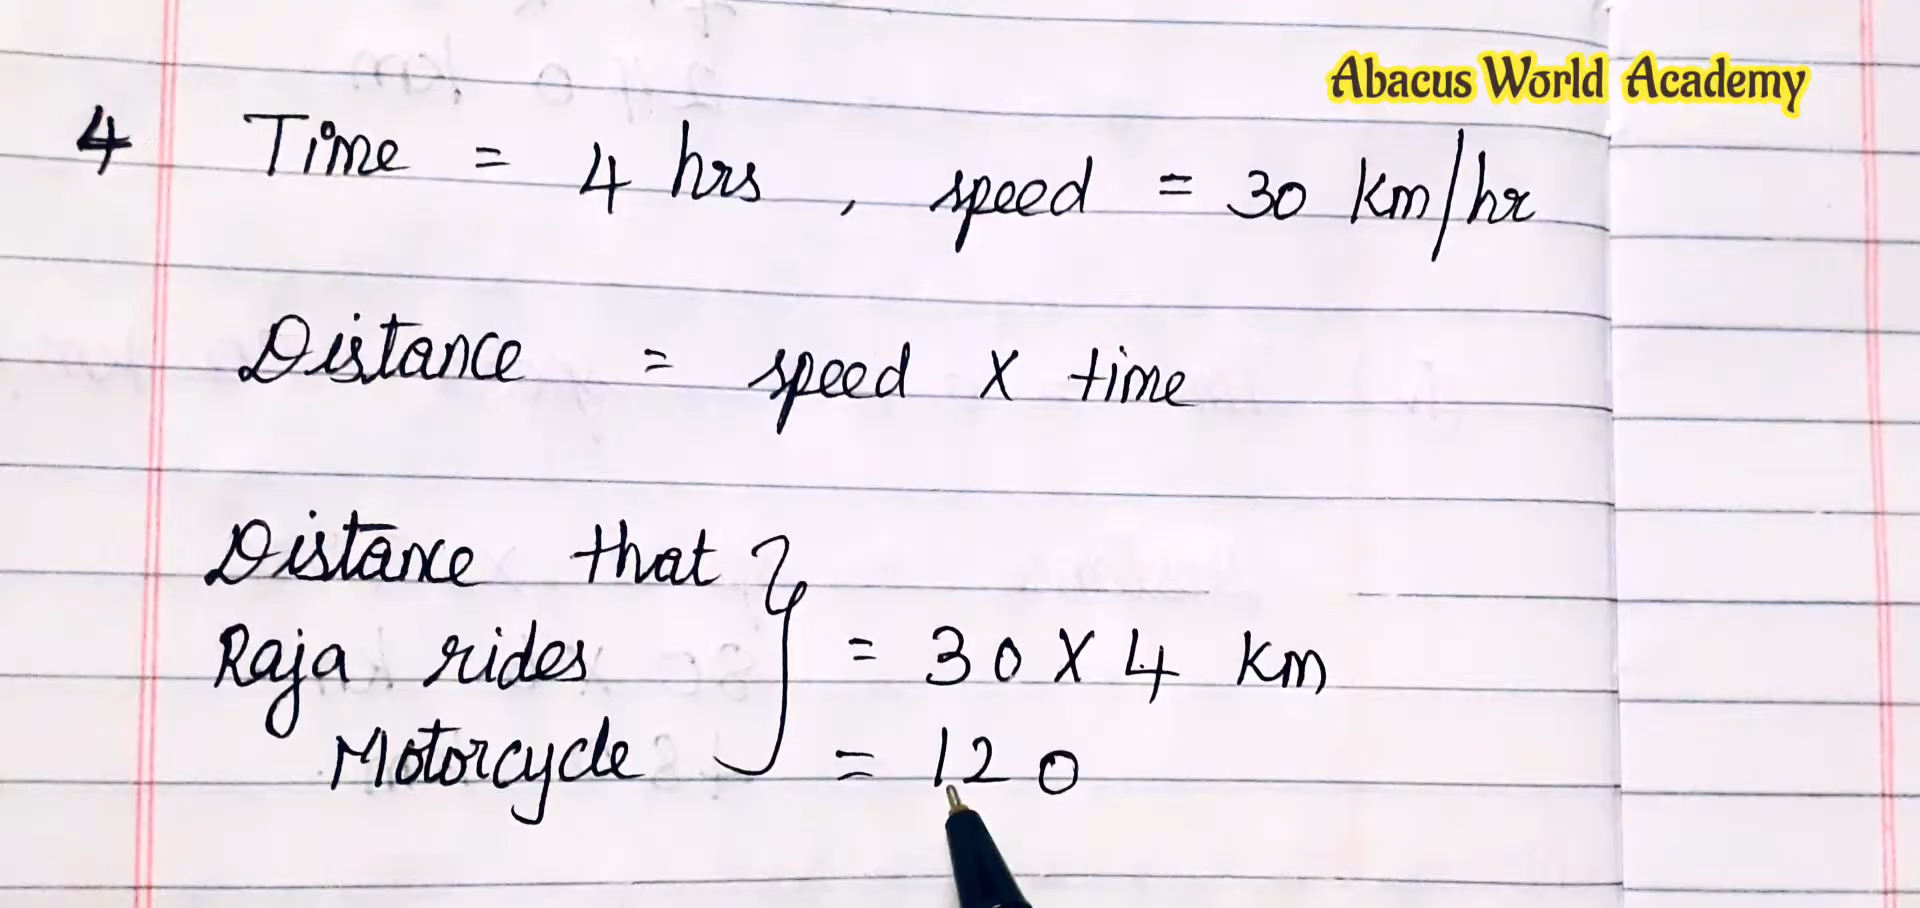 Abacus World Academy
4 Time = 4 hrs , speed = 30 km/hr
Distance = speed X time
Distance that
Raja rides } = 30 X 4 km
Motorcycle = 120